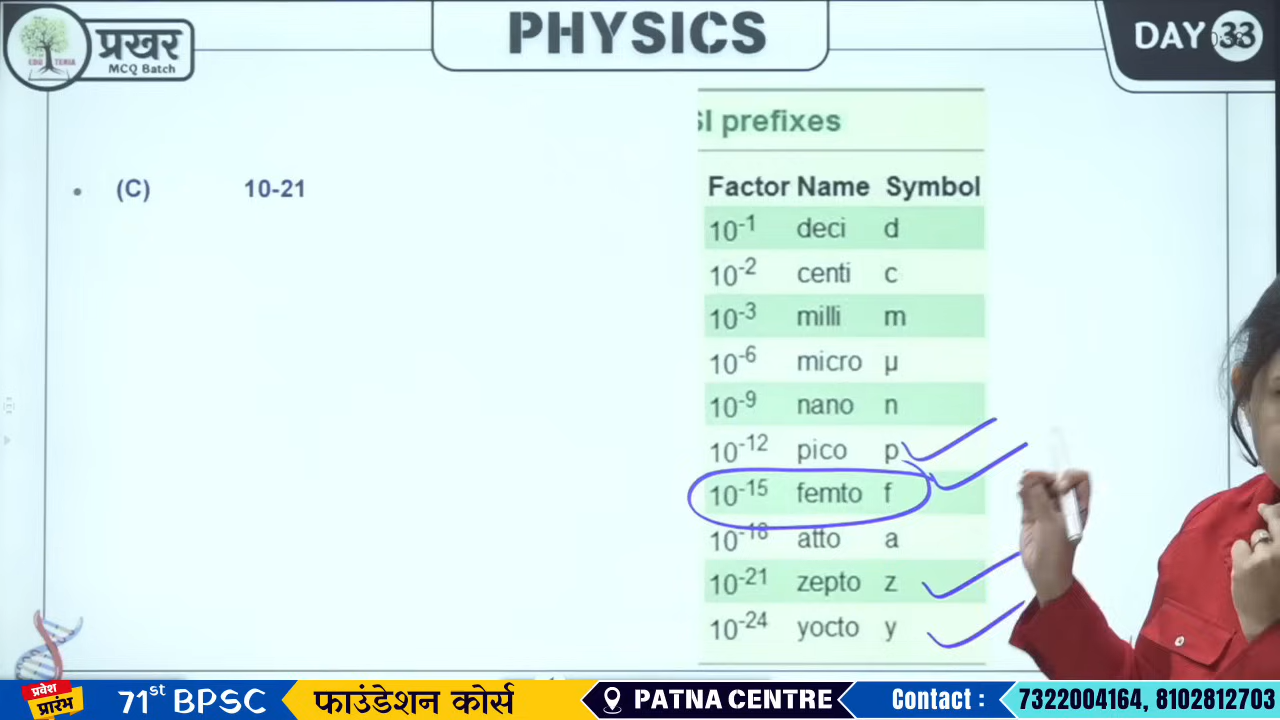 EDU TERIA
प्रखर
MCQ Batch
PHYSICS
DAY 33
SI prefixes
• (C) 10-21
Factor Name Symbol
10-1 deci d
10-2 centi c
10-3 milli m
10-6 micro µ
10-9 nano n
10-12 pico p
10-15 femto f
10-18 atto a
10-21 zepto z
10-24 yocto y
प्रवेश
प्रारंभ
71st BPSC
फाउंडेशन कोर्स
PATNA CENTRE
Contact :
7322004164, 8102812703